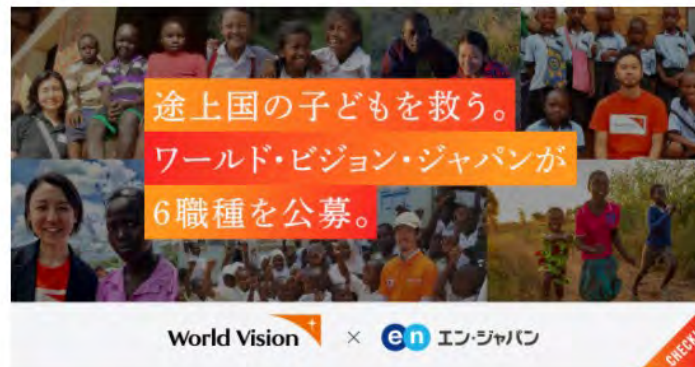 途上国の子どもを救う。
ワールド・ビジョン・ジャパンが
6職種を公募。
World Vision × en エン・ジャパン
CHECK!